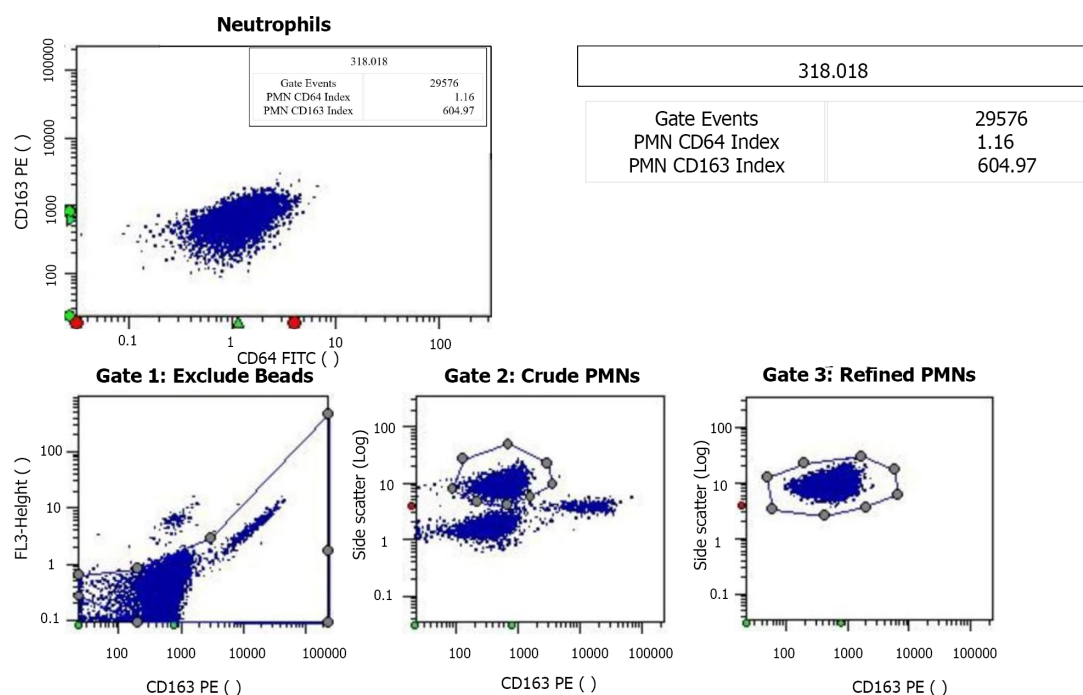 Neutrophils
318.018
Gate Events 29576
PMN CD64 Index 1.16
PMN CD163 Index 604.97
CD163 PE ( )
100000
10000
1000
100
0.1 1 10 100
CD64 FITC ( )
318.018
Gate Events 29576
PMN CD64 Index 1.16
PMN CD163 Index 604.97
Gate 1: Exclude Beads
FL3-Height ( )
100
10
1
0.1
100 1000 10000 100000
CD163 PE ( )
Gate 2: Crude PMNs
Side scatter (Log)
100
10
1
0.1
100 1000 10000 100000
CD163 PE ( )
Gate 3: Refined PMNs
Side scatter (Log)
100
10
1
0.1
100 1000 10000 100000
CD163 PE ( )